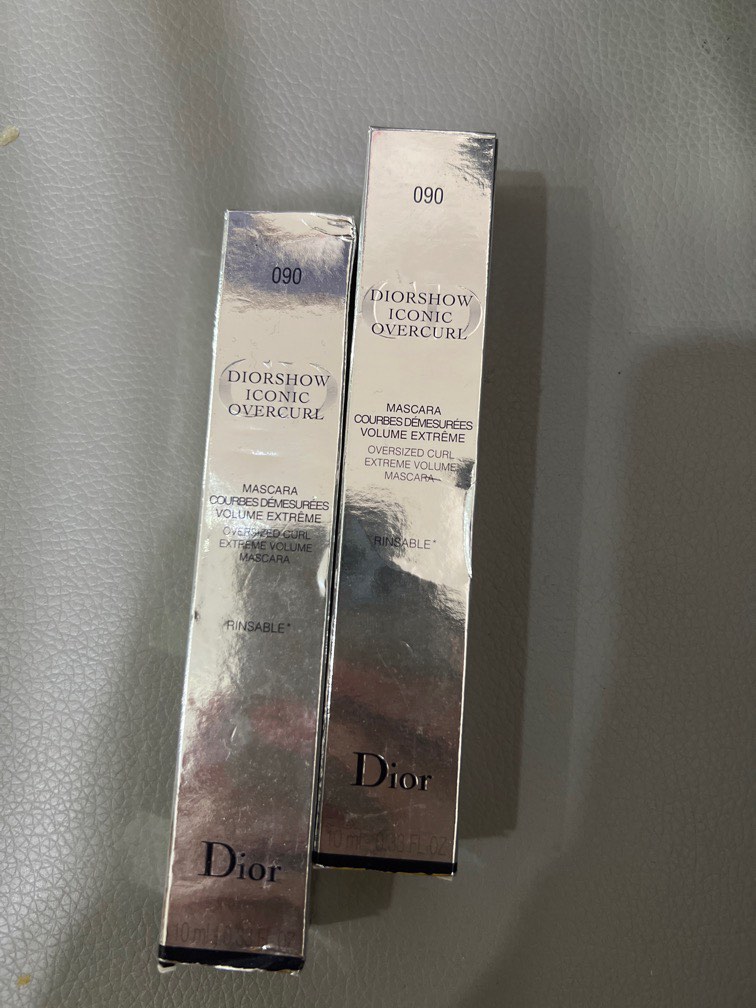 090
DIORSHOW
ICONIC
OVERCURL
MASCARA
COURBES DÉMESURÉES
VOLUME EXTRÊME
OVERSIZED CURL
EXTREME VOLUME
MASCARA
RINSABLE*
Dior
10 ml - 0.33 FL OZ
090
DIORSHOW
ICONIC
OVERCURL
MASCARA
COURBES DÉMESURÉES
VOLUME EXTRÊME
OVERSIZED CURL
EXTREME VOLUME
MASCARA
RINSABLE*
Dior
10 ml